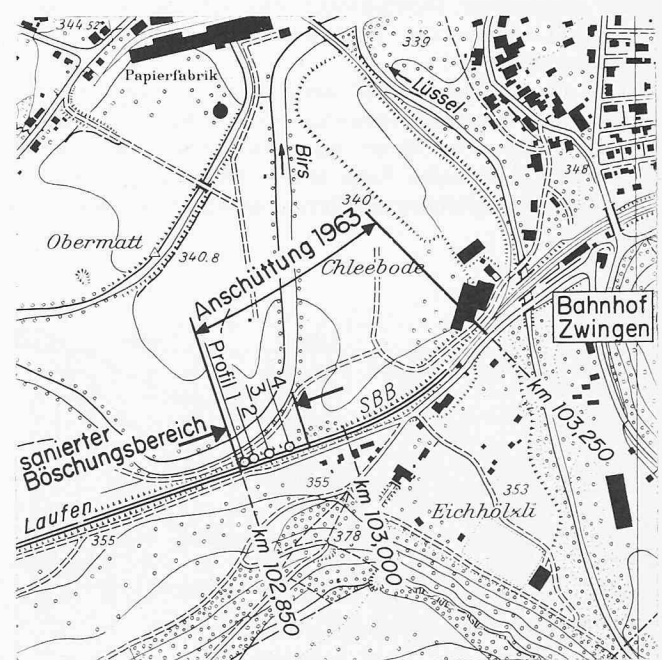 344.52
339
Papierfabrik
Lüssel
Birs
348
340
Obermatt
340.8
Anschüttung 1963
Chleebode
Bahnhof
Zwingen
Profil 1
2
3
4
SBB
km 103,250
sanierter
Böschungsbereich
355
353
Laufen
Eichhölzli
355
378
km 103,000
km 102,850